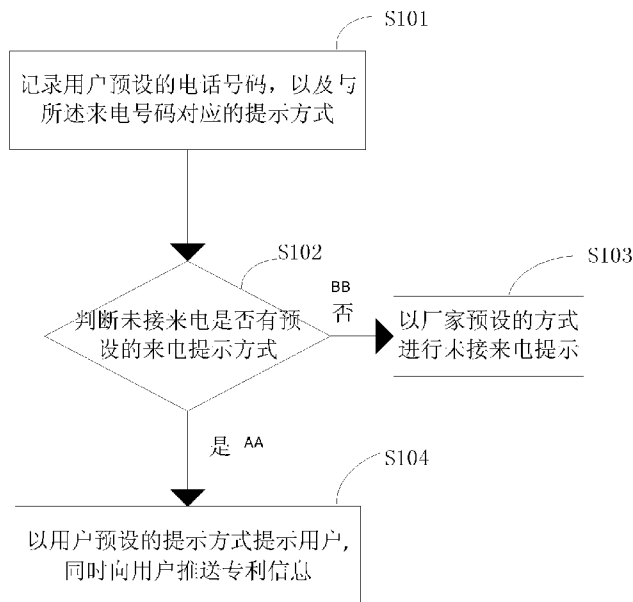 S101
记录用户预设的电话号码，以及与
所述来电号码对应的提示方式
S102
判断未接来电是否有预
设的来电提示方式
BB
否
S103
以厂家预设的方式
进行未接来电提示
是 AA
S104
以用户预设的提示方式提示用户,
同时向用户推送专利信息